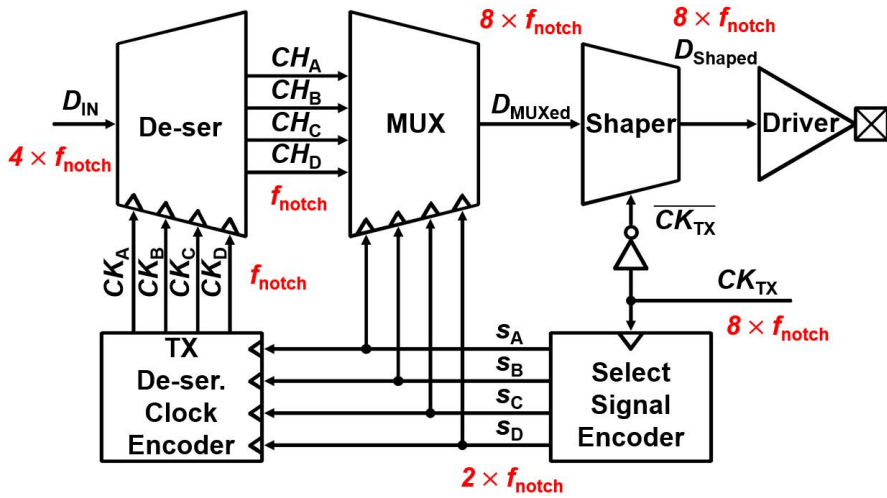 8 × fnotch
8 × fnotch
DShaped
CHA
CHB
CHC
CHD
DIN
De-ser
MUX
DMUXed
Shaper
Driver
4 × fnotch
fnotch
CKTX
CKA
CKB
CKC
CKD
fnotch
CKTX
8 × fnotch
TX
De-ser.
Clock
Encoder
sA
sB
sC
sD
Select
Signal
Encoder
2 × fnotch